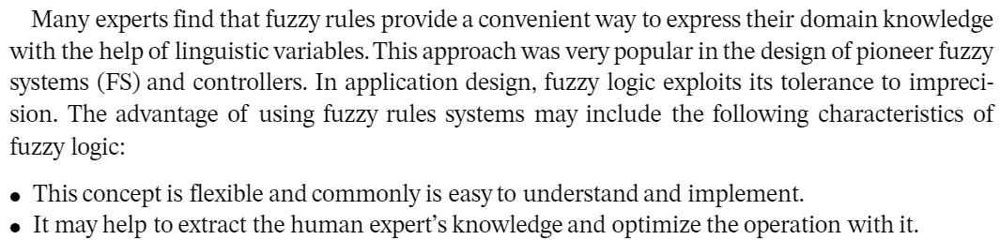 Many experts find that fuzzy rules provide a convenient way to express their domain knowledge
with the help of linguistic variables. This approach was very popular in the design of pioneer fuzzy
systems (FS) and controllers. In application design, fuzzy logic exploits its tolerance to impreci-
sion. The advantage of using fuzzy rules systems may include the following characteristics of
fuzzy logic:
• This concept is flexible and commonly is easy to understand and implement.
• It may help to extract the human expert's knowledge and optimize the operation with it.